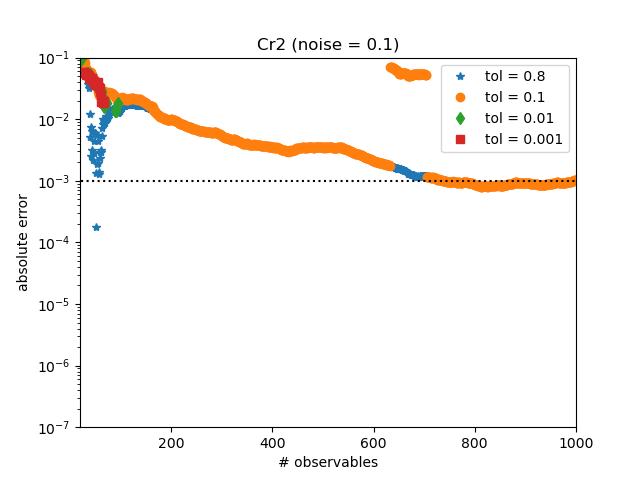 Cr2 (noise = 0.1)
absolute error
10^-1
10^-2
10^-3
10^-4
10^-5
10^-6
10^-7
tol = 0.8
tol = 0.1
tol = 0.01
tol = 0.001
200 400 600 800 1000
# observables